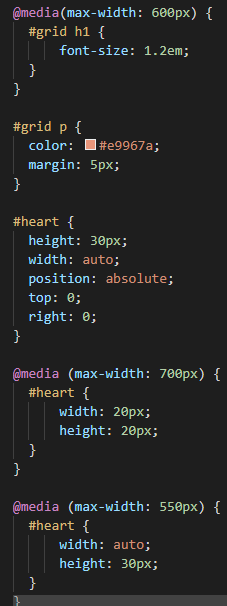 @media(max-width: 600px) {
#grid h1 {
font-size: 1.2em;
}
}
#grid p {
color: #e9967a;
margin: 5px;
}
#heart {
height: 30px;
width: auto;
position: absolute;
top: 0;
right: 0;
}
@media (max-width: 700px) {
#heart {
width: 20px;
height: 20px;
}
}
@media (max-width: 550px) {
#heart {
width: auto;
height: 30px;
}
}